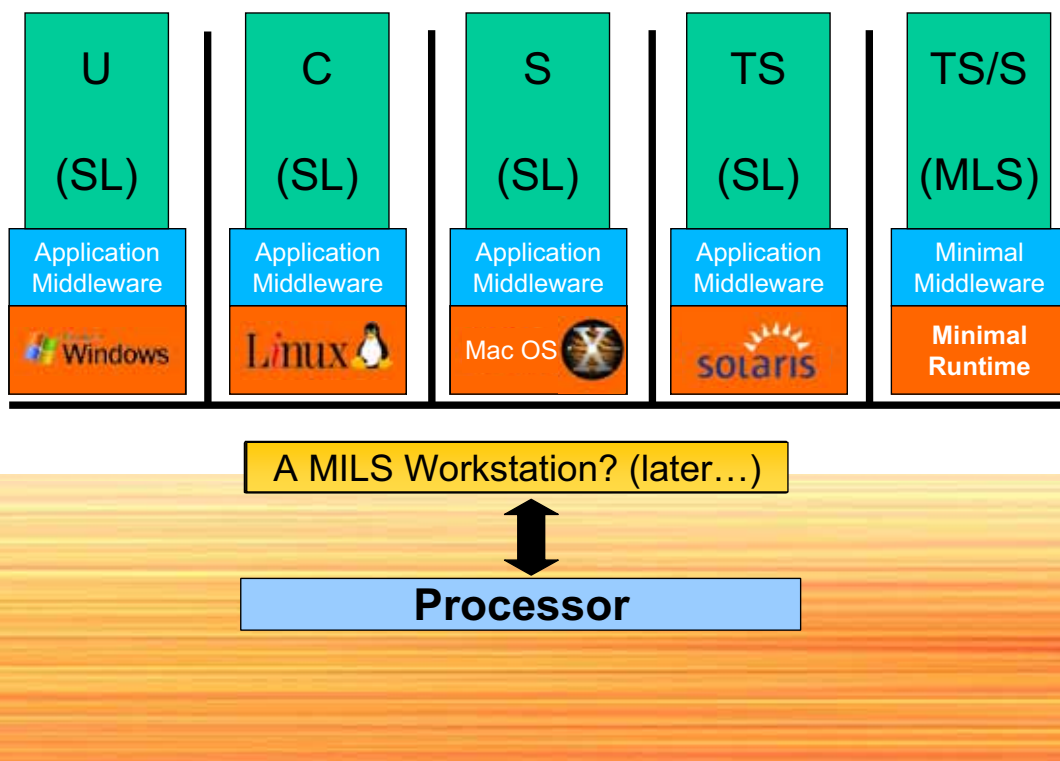 U
(SL)
C
(SL)
S
(SL)
TS
(SL)
TS/S
(MLS)
Application
Middleware
Application
Middleware
Application
Middleware
Application
Middleware
Minimal
Middleware
Windows
Linux
Mac OS X
solaris
Minimal
Runtime
A MILS Workstation? (later…)
Processor